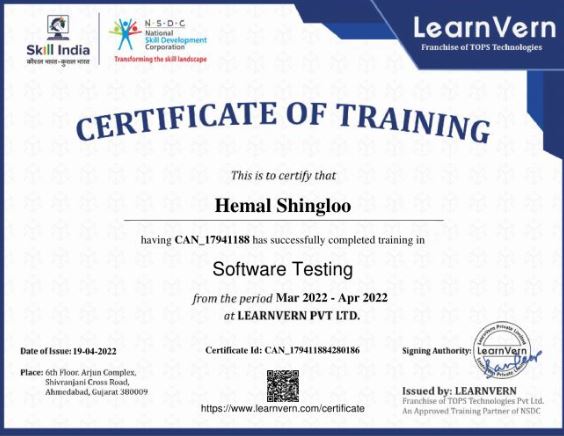 Skill India
कौशल भारत-कुशल भारत
N·S·D·C
National
Skill Development
Corporation
Transforming the skill landscape
LearnVern
Franchise of TOPS Technologies
CERTIFICATE OF TRAINING
This is to certify that
Hemal Shingloo
having CAN_17941188 has successfully completed training in
Software Testing
from the period Mar 2022 - Apr 2022
at LEARNVERN PVT LTD.
Date of Issue: 19-04-2022
Certificate Id: CAN_179411884280186
Signing Authority:
LearnVern
Place: 6th Floor. Arjun Complex,
Shivranjani Cross Road,
Ahmedabad, Gujarat 380009
https://www.learnvern.com/certificate
Issued by: LEARNVERN
Franchise of TOPS Technologies Pvt Ltd.
An Approved Training Partner of NSDC